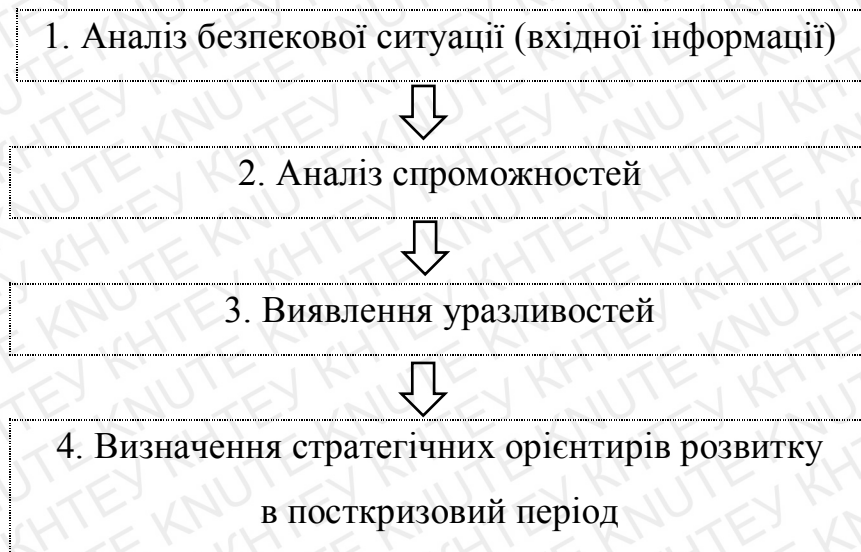 1. Аналіз безпекової ситуації (вхідної інформації)
2. Аналіз спроможностей
3. Виявлення уразливостей
4. Визначення стратегічних орієнтирів розвитку
в посткризовий період